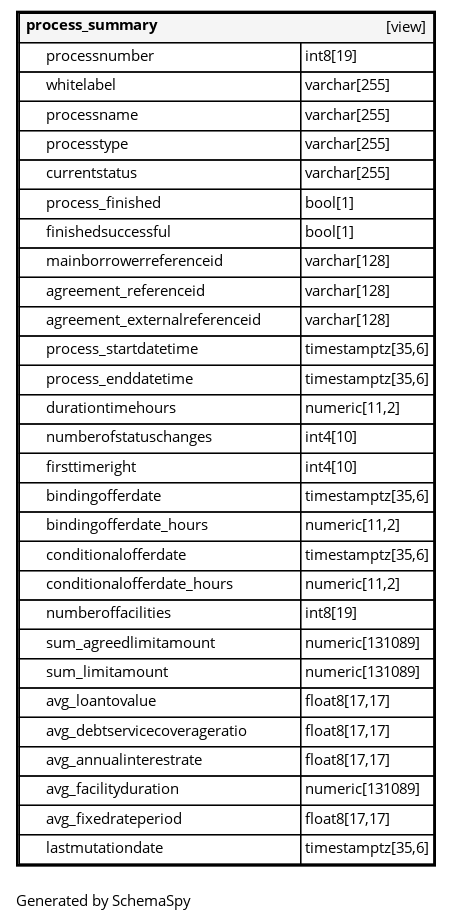 process_summary [view]
processnumber int8[19]
whitelabel varchar[255]
processname varchar[255]
processtype varchar[255]
currentstatus varchar[255]
process_finished bool[1]
finishedsuccessful bool[1]
mainborrowerreferenceid varchar[128]
agreement_referenceid varchar[128]
agreement_externalreferenceid varchar[128]
process_startdatetime timestamptz[35,6]
process_enddatetime timestamptz[35,6]
durationtimehours numeric[11,2]
numberofstatuschanges int4[10]
firsttimeright int4[10]
bindingofferdate timestamptz[35,6]
bindingofferdate_hours numeric[11,2]
conditionalofferdate timestamptz[35,6]
conditionalofferdate_hours numeric[11,2]
numberoffacilities int8[19]
sum_agreedlimitamount numeric[131089]
sum_limitamount numeric[131089]
avg_loantovalue float8[17,17]
avg_debtservicecoverageratio float8[17,17]
avg_annualinterestrate float8[17,17]
avg_facilityduration numeric[131089]
avg_fixedrateperiod float8[17,17]
lastmutationdate timestamptz[35,6]
Generated by SchemaSpy